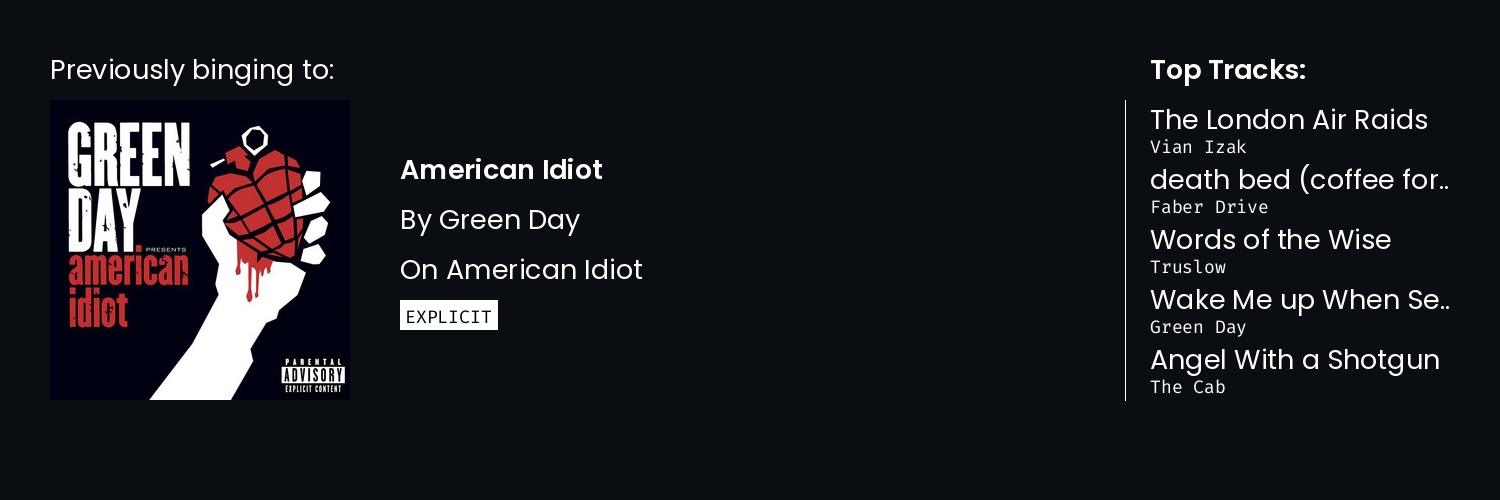 Previously binging to:
GREEN
DAY
PRESENTS
american
idiot
PARENTAL
ADVISORY
EXPLICIT CONTENT
American Idiot
By Green Day
On American Idiot
EXPLICIT
Top Tracks:
The London Air Raids
Vian Izak
death bed (coffee for..
Faber Drive
Words of the Wise
Truslow
Wake Me up When Se..
Green Day
Angel With a Shotgun
The Cab